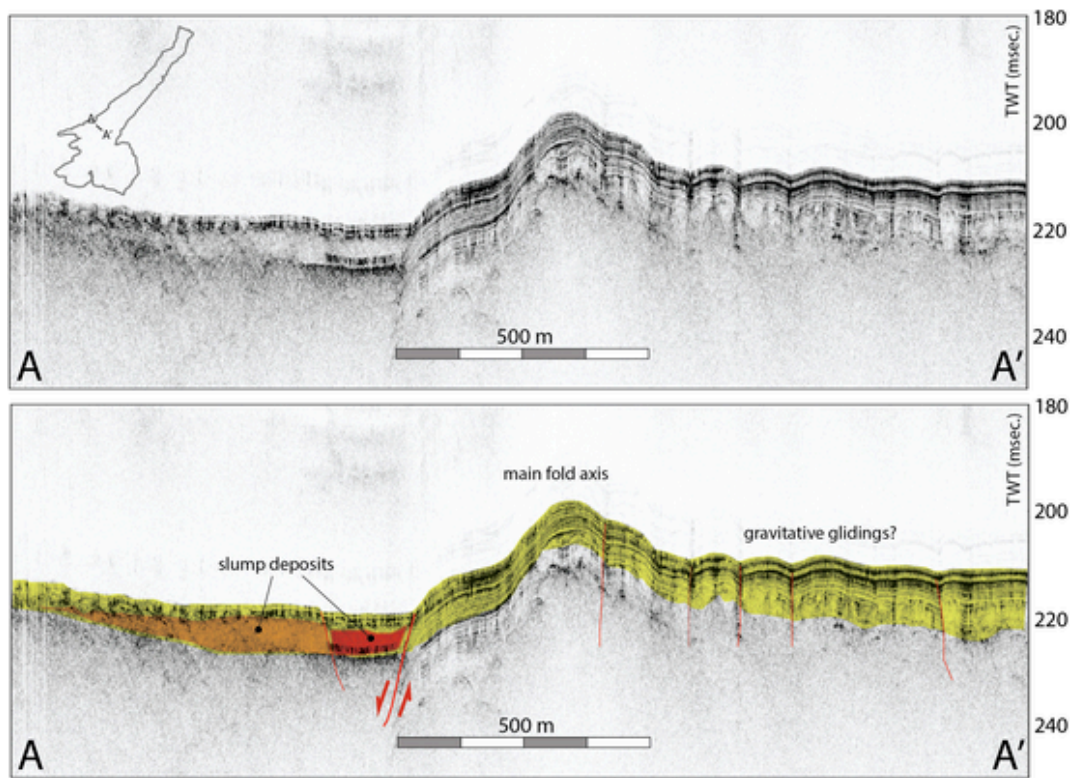 180
TWT (msec.)
A
A'
200
220
500 m
240
A
A'
180
TWT (msec.)
main fold axis
200
gravitative glidings?
slump deposits
220
500 m
240
A
A'